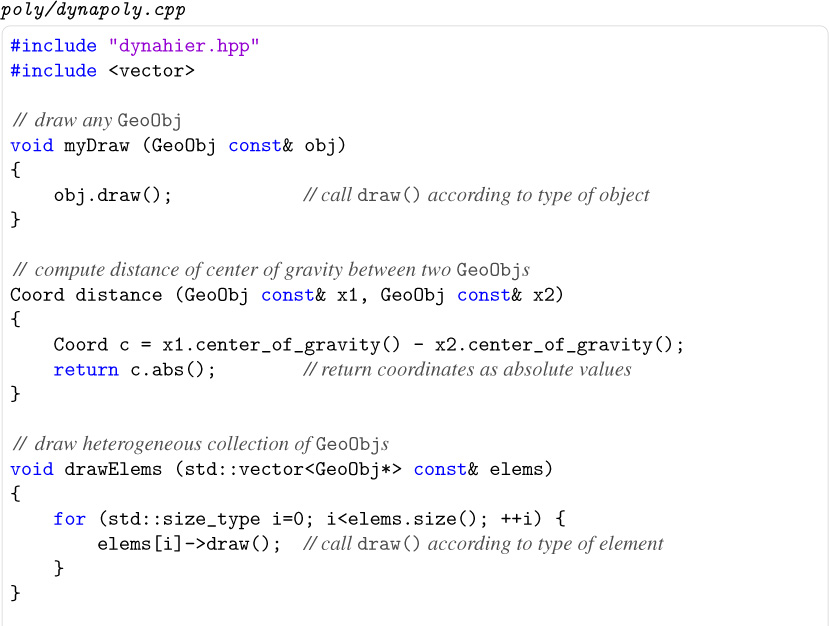 poly/dynapoly.cpp
#include "dynahier.hpp"
#include <vector>
// draw any GeoObj
void myDraw (GeoObj const& obj)
{
    obj.draw();            // call draw() according to type of object
}
// compute distance of center of gravity between two GeoObjs
Coord distance (GeoObj const& x1, GeoObj const& x2)
{
    Coord c = x1.center_of_gravity() - x2.center_of_gravity();
    return c.abs();        // return coordinates as absolute values
}
// draw heterogeneous collection of GeoObjs
void drawElems (std::vector<GeoObj*> const& elems)
{
    for (std::size_type i=0; i<elems.size(); ++i) {
        elems[i]->draw();  // call draw() according to type of element
    }
}